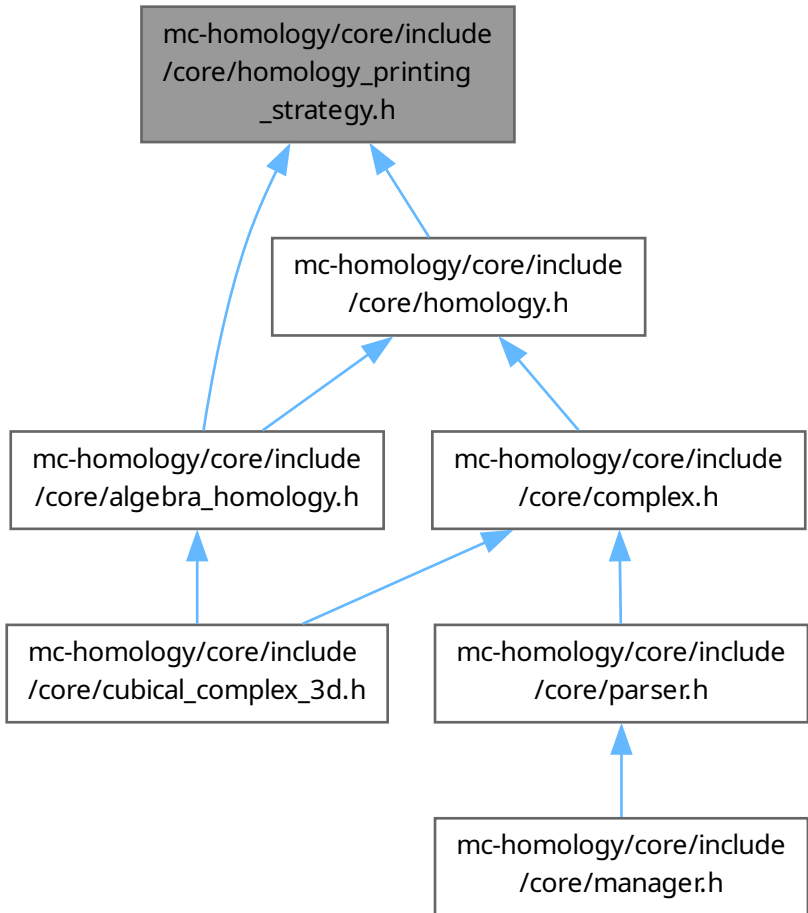 mc-homology/core/include
/core/homology_printing
_strategy.h
mc-homology/core/include
/core/homology.h
mc-homology/core/include
/core/algebra_homology.h
mc-homology/core/include
/core/complex.h
mc-homology/core/include
/core/cubical_complex_3d.h
mc-homology/core/include
/core/parser.h
mc-homology/core/include
/core/manager.h